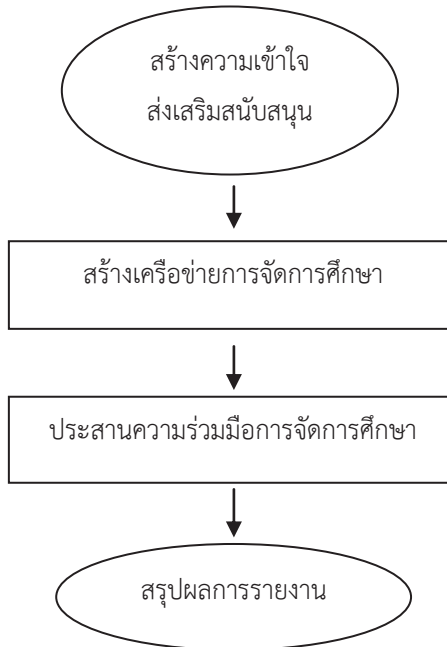 สร้างความเข้าใจ
ส่งเสริมสนับสนุน
สร้างเครือข่ายการจัดการศึกษา
ประสานความร่วมมือการจัดการศึกษา
สรุปผลการรายงาน